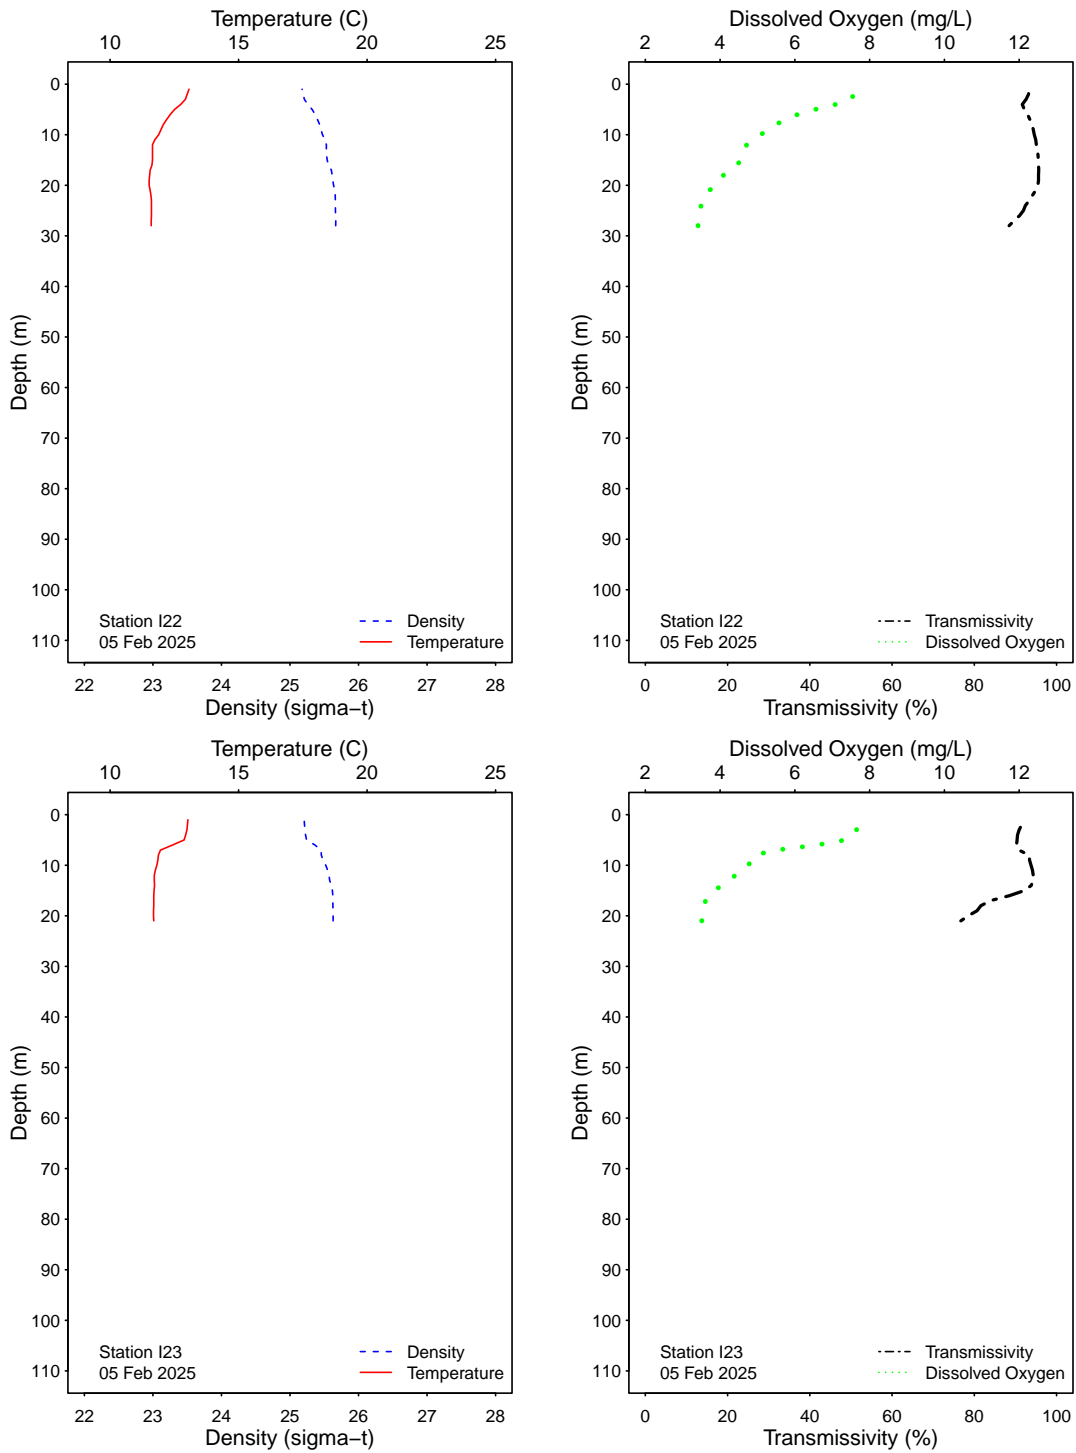 Temperature (C)
10 15 20 25
0
10
20
30
40
50
60
70
80
90
100
110
Depth (m)
Station I22
05 Feb 2025
Density
Temperature
22 23 24 25 26 27 28
Density (sigma−t)
Dissolved Oxygen (mg/L)
2 4 6 8 10 12
0
10
20
30
40
50
60
70
80
90
100
110
Depth (m)
Station I22
05 Feb 2025
Transmissivity
Dissolved Oxygen
0 20 40 60 80 100
Transmissivity (%)
Temperature (C)
10 15 20 25
0
10
20
30
40
50
60
70
80
90
100
110
Depth (m)
Station I23
05 Feb 2025
Density
Temperature
22 23 24 25 26 27 28
Density (sigma−t)
Dissolved Oxygen (mg/L)
2 4 6 8 10 12
0
10
20
30
40
50
60
70
80
90
100
110
Depth (m)
Station I23
05 Feb 2025
Transmissivity
Dissolved Oxygen
0 20 40 60 80 100
Transmissivity (%)